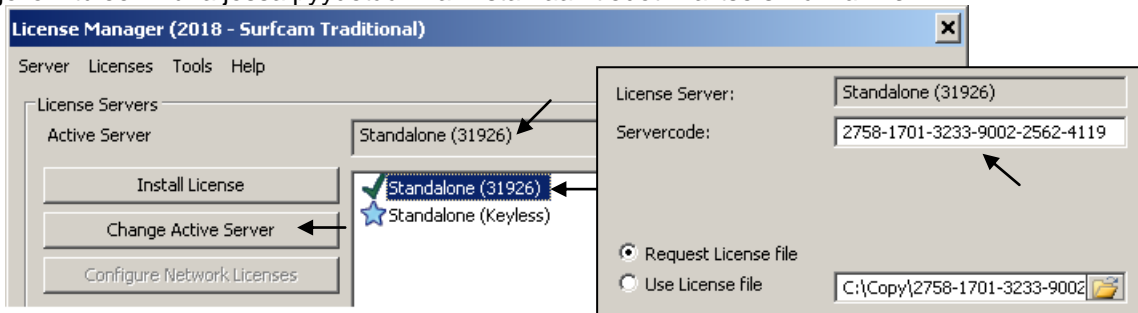 License Manager (2018 - Surfcam Traditional)
Server Licenses Tools Help
License Servers
Active Server
Standalone (31926)
Install License
Change Active Server
Configure Network Licenses
Standalone (31926)
Standalone (Keyless)
License Server:
Standalone (31926)
Servercode:
2758-1701-3233-9002-2562-4119
Request License file
Use License file
C:\Copy\2758-1701-3233-9002